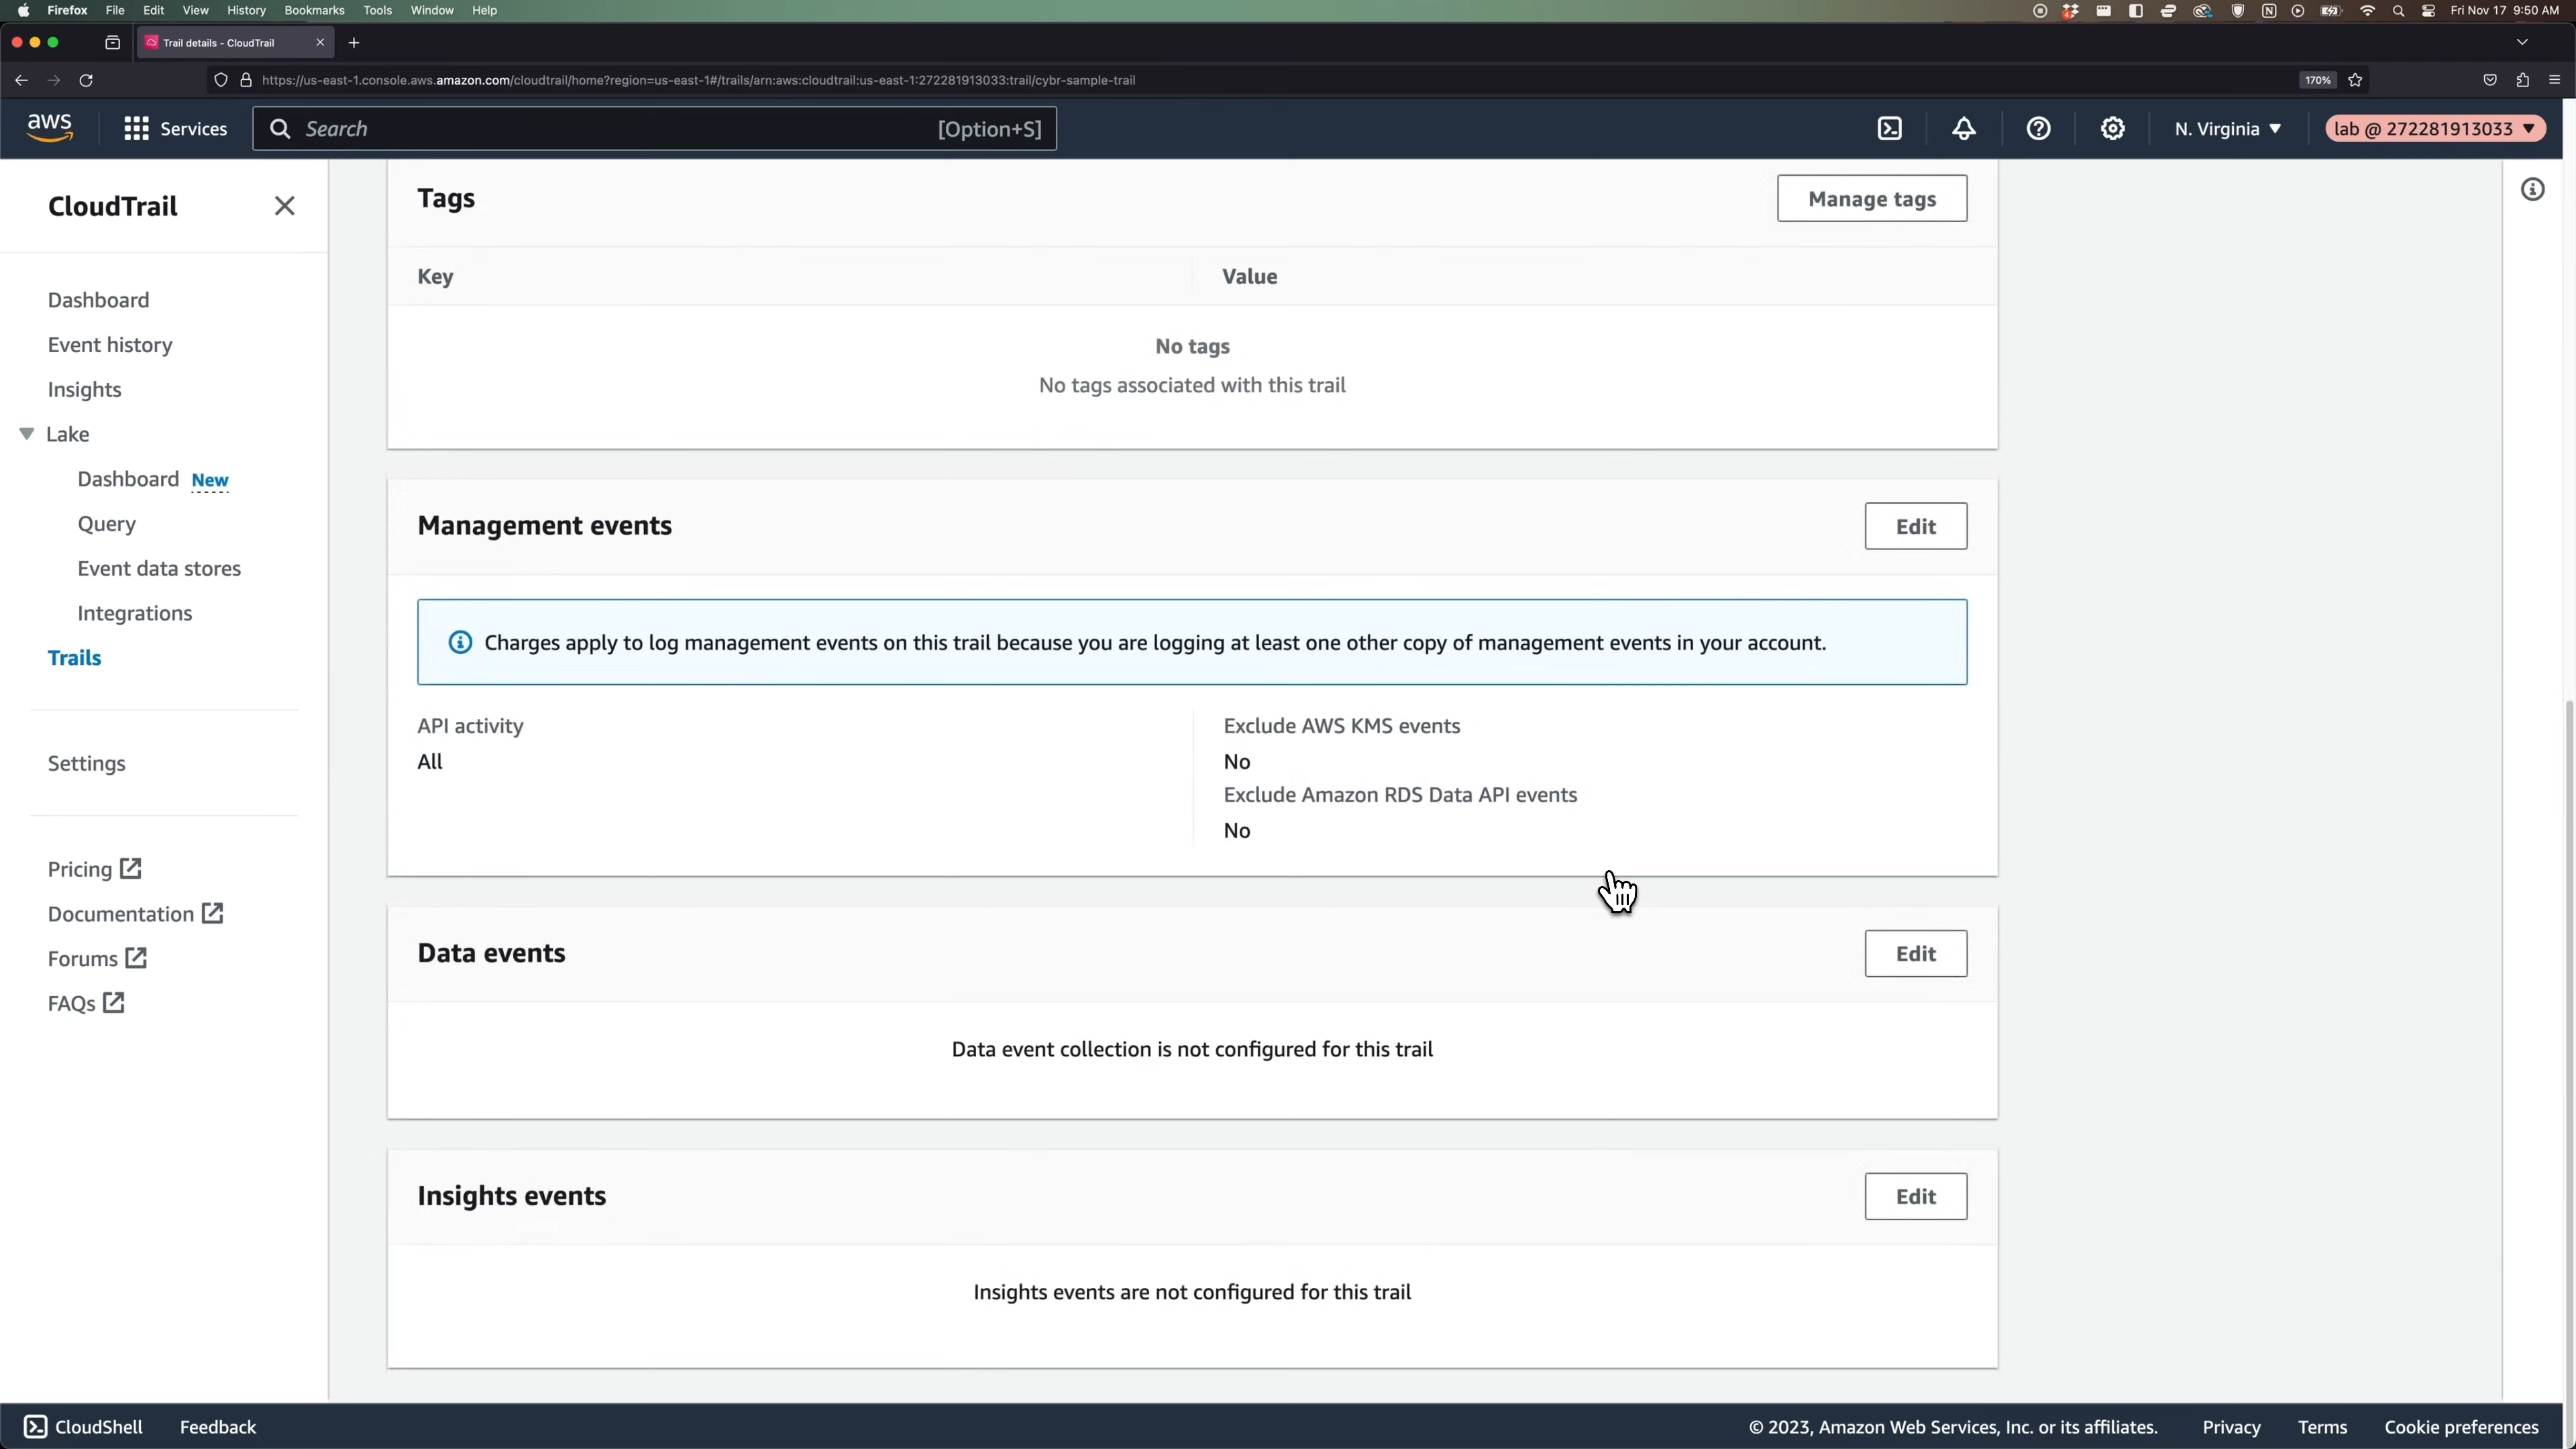 Firefox File Edit View History Bookmarks Tools Window Help Fri Nov 17 9:50 AM
Trail details - CloudTrail
https://us-east-1.console.aws.amazon.com/cloudtrail/home?region=us-east-1#/trails/arn:aws:cloudtrail:us-east-1:272281913033:trail/cybr-sample-trail 170%
aws Services Search [Option+S] N. Virginia lab @ 272281913033
CloudTrail
Dashboard
Event history
Insights
Lake
Dashboard New
Query
Event data stores
Integrations
Trails
Settings
Pricing
Documentation
Forums
FAQs
Tags Manage tags
Key Value
No tags
No tags associated with this trail
Management events Edit
Charges apply to log management events on this trail because you are logging at least one other copy of management events in your account.
API activity
All
Exclude AWS KMS events
No
Exclude Amazon RDS Data API events
No
Data events Edit
Data event collection is not configured for this trail
Insights events Edit
Insights events are not configured for this trail
CloudShell Feedback © 2023, Amazon Web Services, Inc. or its affiliates. Privacy Terms Cookie preferences